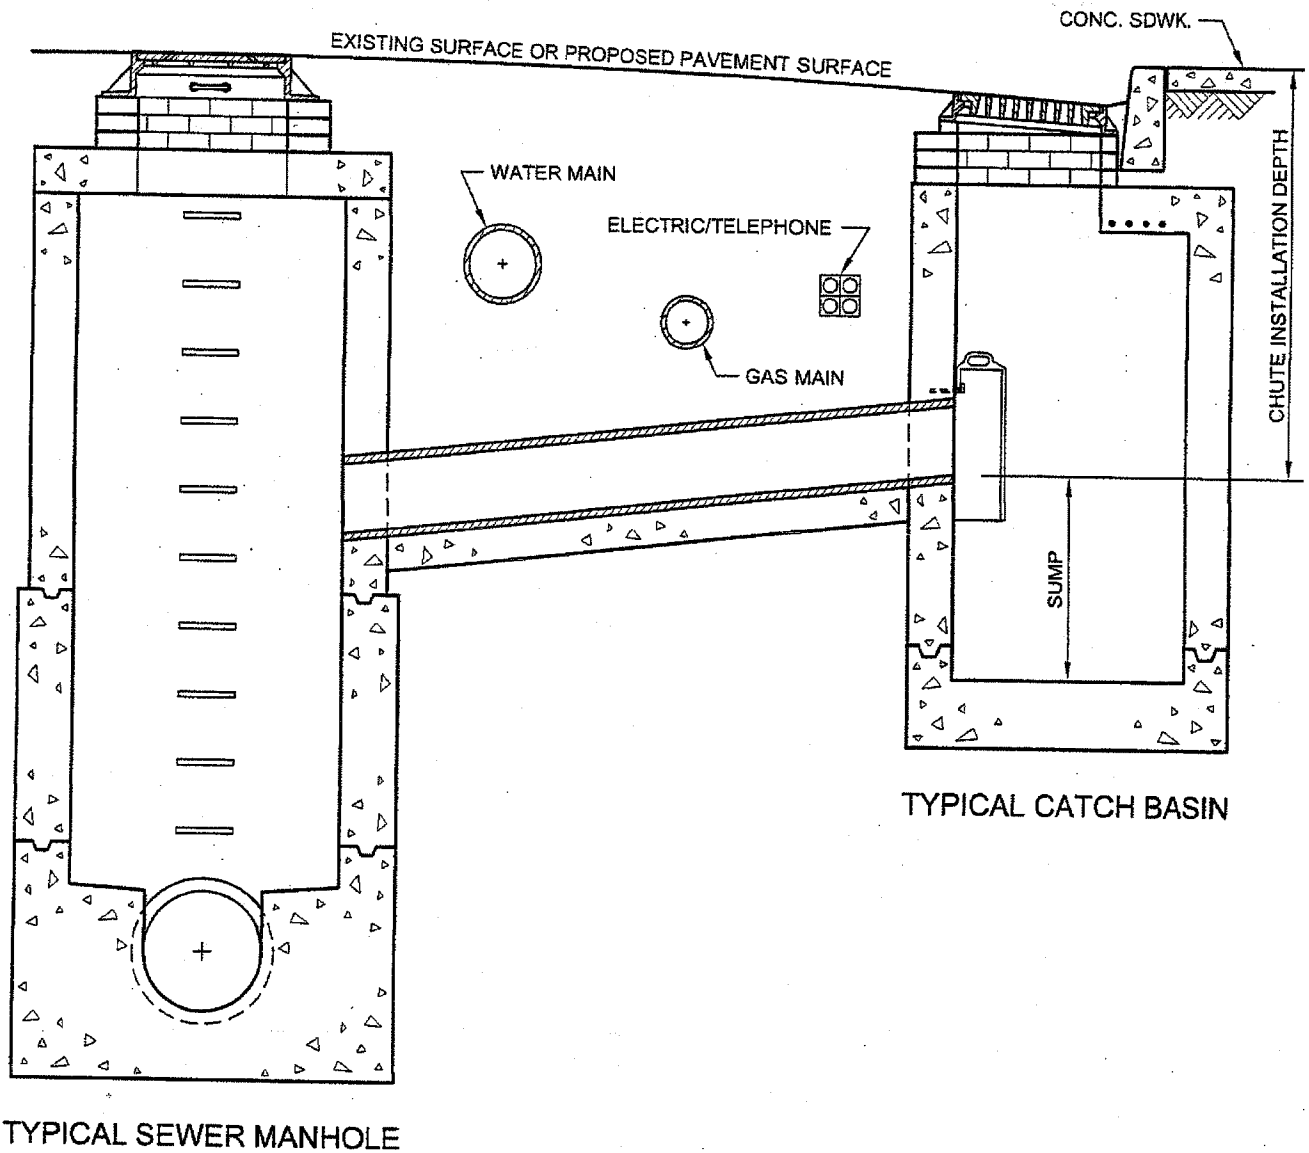 CONC. SDWK.
EXISTING SURFACE OR PROPOSED PAVEMENT SURFACE
WATER MAIN
ELECTRIC/TELEPHONE
GAS MAIN
CHUTE INSTALLATION DEPTH
SUMP
TYPICAL CATCH BASIN
TYPICAL SEWER MANHOLE